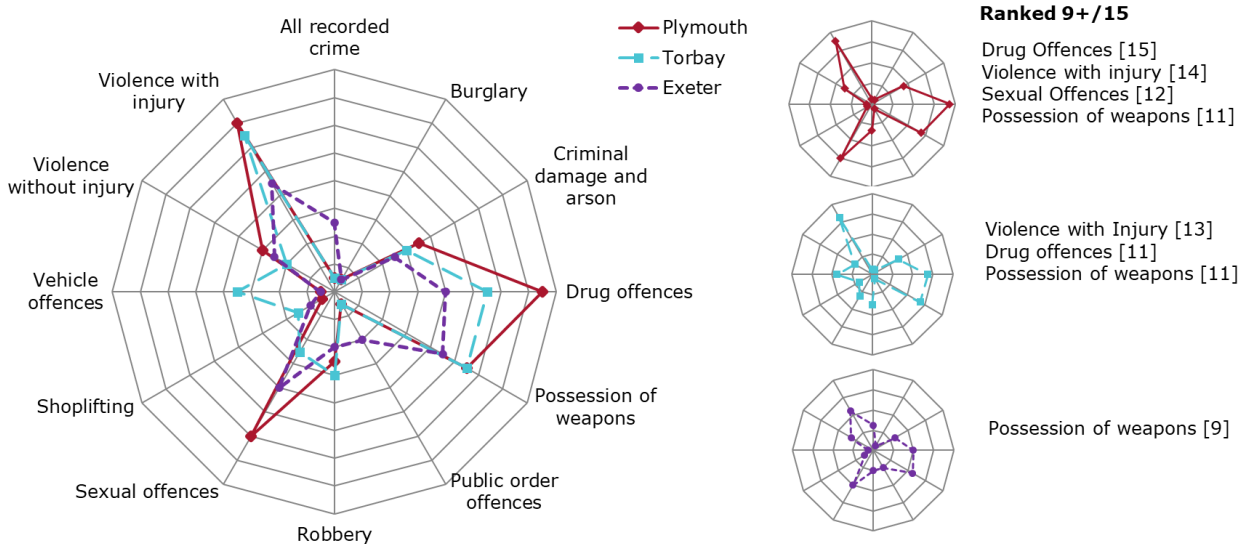 All recorded
crime
Burglary
Criminal
damage and
arson
Drug offences
Possession of
weapons
Public order
offences
Robbery
Sexual offences
Shoplifting
Vehicle
offences
Violence
without injury
Violence with
injury
Plymouth
Torbay
Exeter
Ranked 9+/15
Drug Offences [15]
Violence with injury [14]
Sexual Offences [12]
Possession of weapons [11]
Violence with Injury [13]
Drug offences [11]
Possession of weapons [11]
Possession of weapons [9]